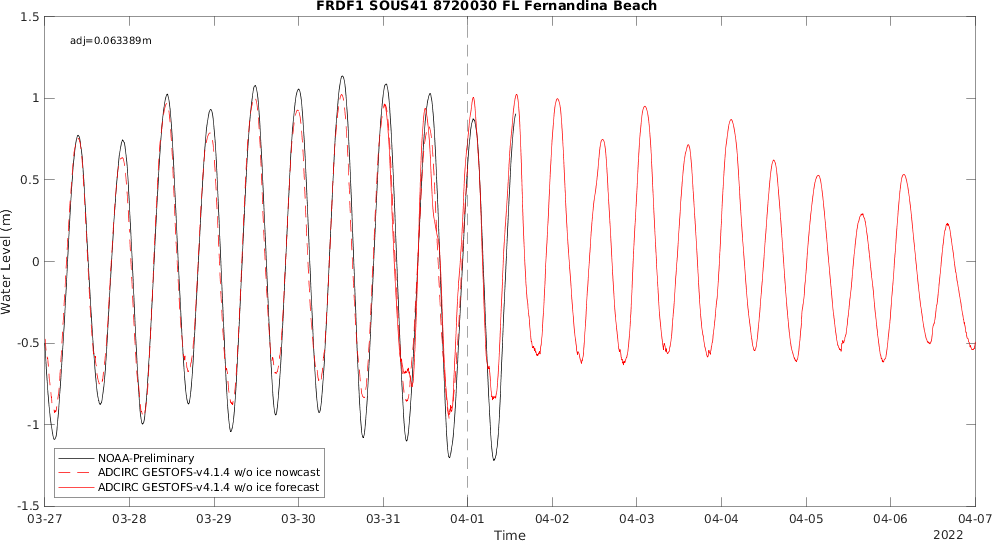 FRDF1 SOUS41 8720030 FL Fernandina Beach
adj=0.063389m
Water Level (m)
1.5
1
0.5
0
-0.5
-1
-1.5
NOAA-Preliminary
ADCIRC GESTOFS-v4.1.4 w/o ice nowcast
ADCIRC GESTOFS-v4.1.4 w/o ice forecast
03-27 03-28 03-29 03-30 03-31 04-01 04-02 04-03 04-04 04-05 04-06 04-07
Time
2022